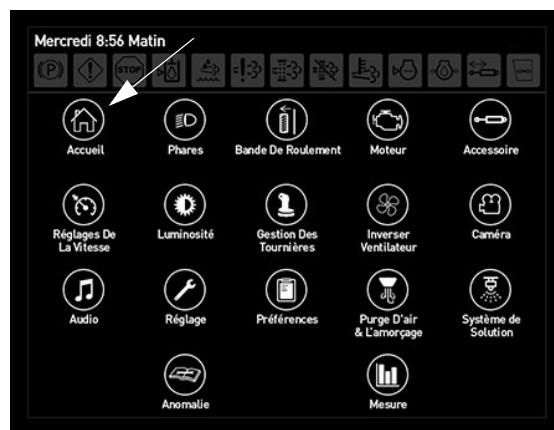 Mercredi 8:56 Matin
(P) STOP
Accueil Phares Bande De Roulement Moteur Accessoire
Réglages De La Vitesse Luminosité Gestion Des Tournières Inverser Ventilateur Caméra
Audio Réglage Préférences Purge D'air & L'amorçage Système de Solution
Anomalie Mesure